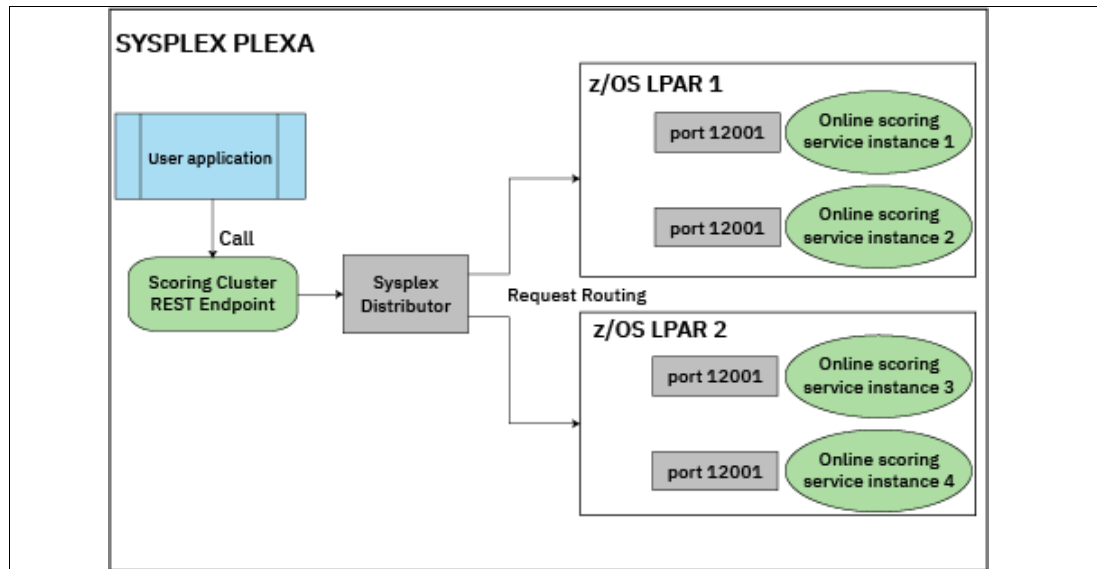 SYSPLEX PLEXA
User application
Call
Scoring Cluster
REST Endpoint
Sysplex
Distributor
Request Routing
z/OS LPAR 1
port 12001
Online scoring
service instance 1
port 12001
Online scoring
service instance 2
z/OS LPAR 2
port 12001
Online scoring
service instance 3
port 12001
Online scoring
service instance 4